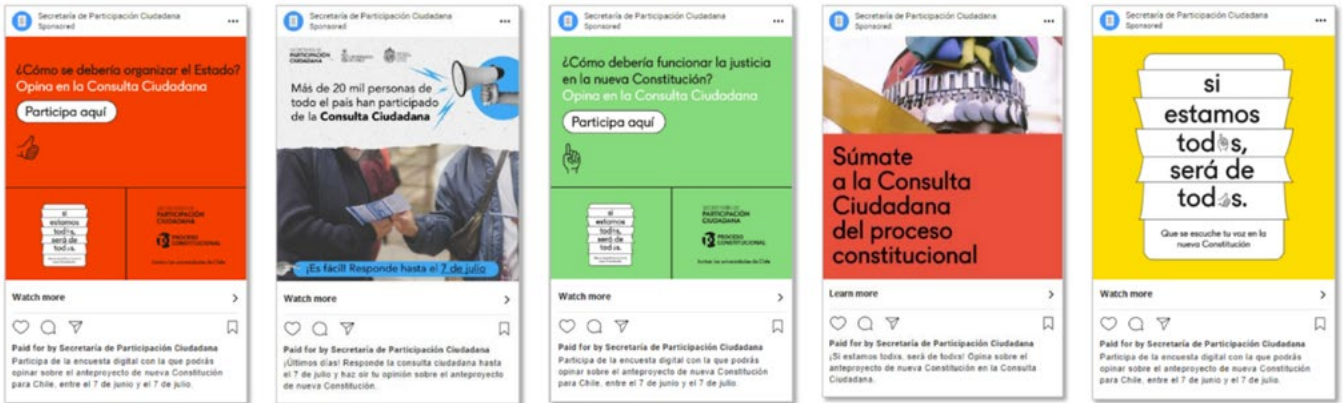 Secretaría de Participación Ciudadana
Sponsored
¿Cómo se debería organizar el Estado?
Opina en la Consulta Ciudadana
Participa aquí
si
estamos
tod s,
será de
tod s.
SECRETARÍA DE
PARTICIPACIÓN
CIUDADANA
PROCESO
CONSTITUCIONAL
Watch more
Paid for by Secretaría de Participación Ciudadana
Participa de la encuesta digital con la que podrás
opinar sobre el anteproyecto de nueva Constitución
para Chile, entre el 7 de junio y el 7 de julio.
Secretaría de Participación Ciudadana
Sponsored
SECRETARÍA DE
PARTICIPACIÓN
CIUDADANA
Más de 20 mil personas de
todo el país han participado
de la Consulta Ciudadana
¡Es fácil! Responde hasta el 7 de julio
Watch more
Paid for by Secretaría de Participación Ciudadana
¡Últimos días! Responde la consulta ciudadana hasta
el 7 de julio y haz oír tu opinión sobre el anteproyecto
de nueva Constitución.
Secretaría de Participación Ciudadana
Sponsored
¿Cómo debería funcionar la justicia
en la nueva Constitución?
Opina en la Consulta Ciudadana
Participa aquí
si
estamos
tod s,
será de
tod s.
SECRETARÍA DE
PARTICIPACIÓN
CIUDADANA
PROCESO
CONSTITUCIONAL
Watch more
Paid for by Secretaría de Participación Ciudadana
Participa de la encuesta digital con la que podrás
opinar sobre el anteproyecto de nueva Constitución
para Chile, entre el 7 de junio y el 7 de julio.
Secretaría de Participación Ciudadana
Sponsored
Súmate
a la Consulta
Ciudadana
del proceso
constitucional
Learn more
Paid for by Secretaría de Participación Ciudadana
¡Si estamos todxs, será de todxs! Opina sobre el
anteproyecto de nueva Constitución en la Consulta
Ciudadana.
Secretaría de Participación Ciudadana
Sponsored
si
estamos
tod s,
será de
tod s.
Que se escuche tu voz en la
nueva Constitución
Watch more
Paid for by Secretaría de Participación Ciudadana
Participa de la encuesta digital con la que podrás
opinar sobre el anteproyecto de nueva Constitución
para Chile, entre el 7 de junio y el 7 de julio.